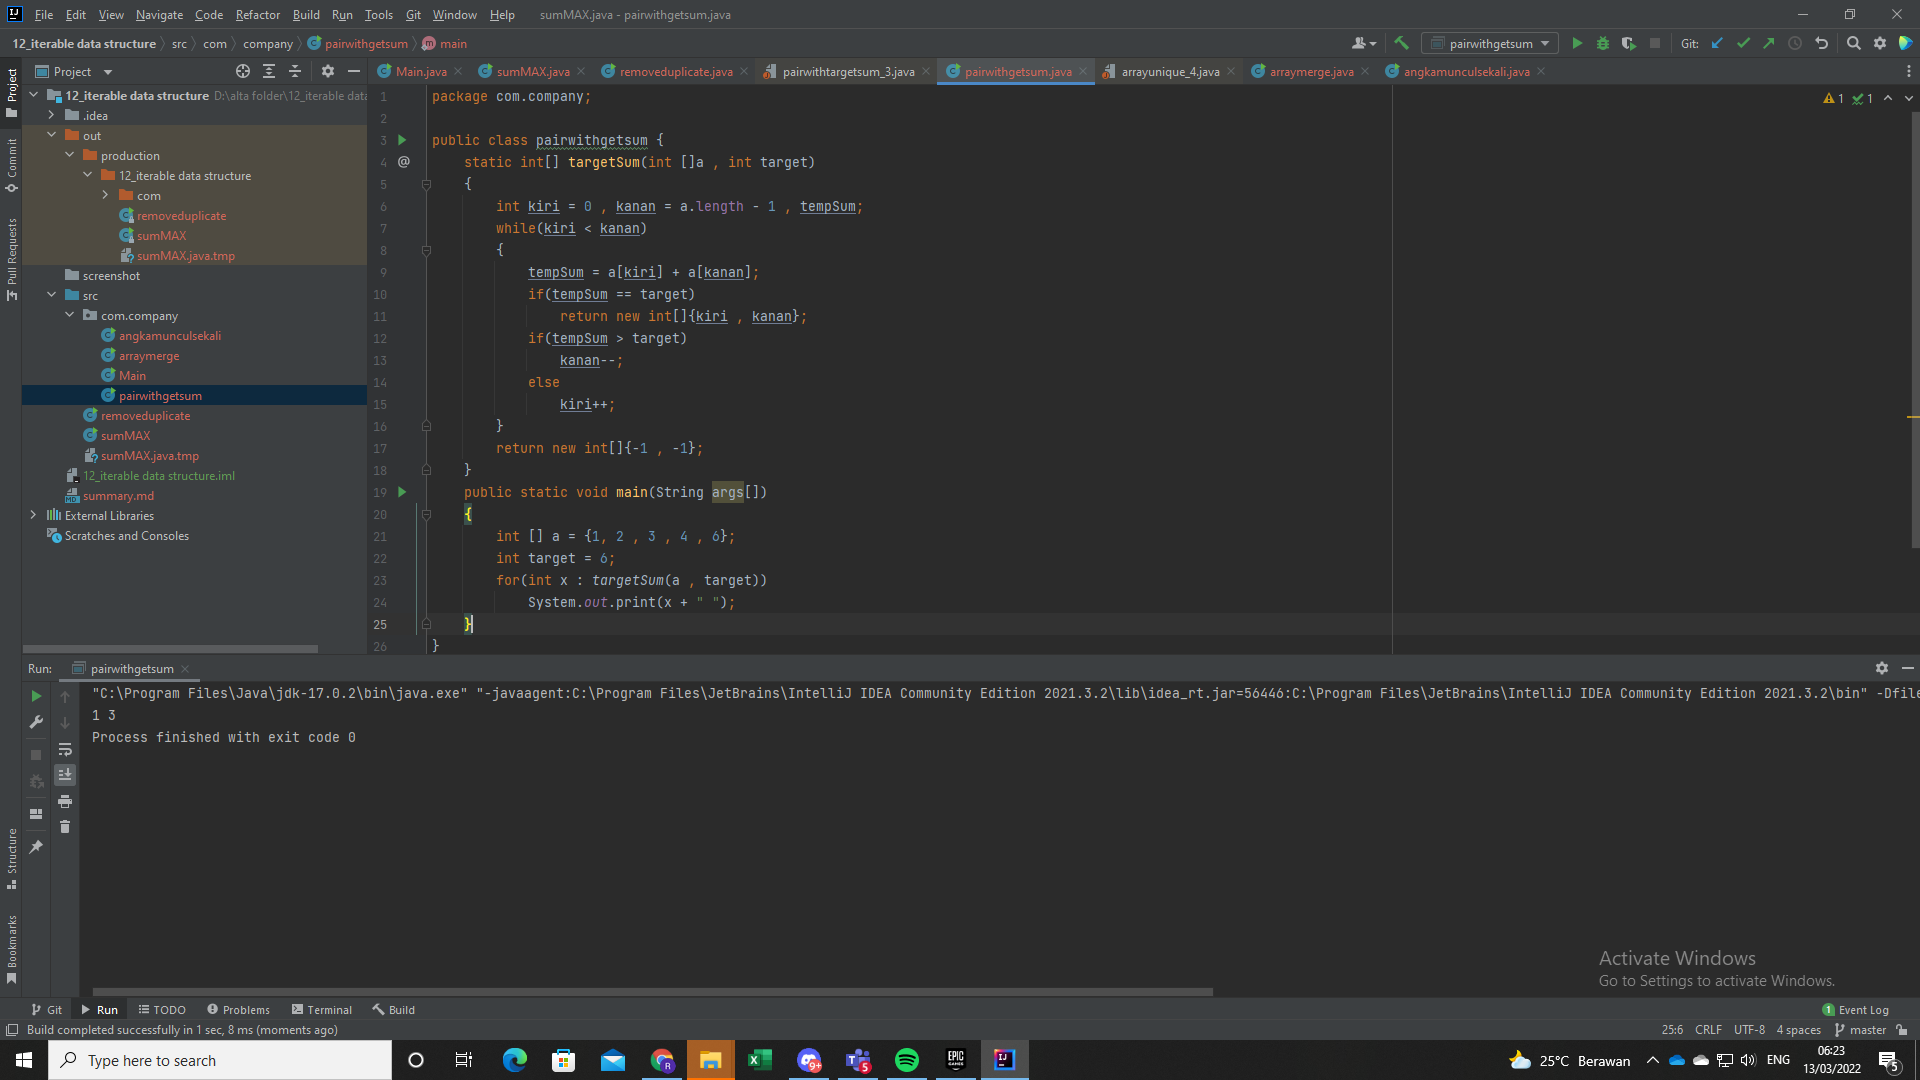 File Edit View Navigate Code Refactor Build Run Tools Git Window Help sumMAX.java - pairwithgetsum.java
12_iterable data structure src com company pairwithgetsum main
pairwithgetsum Git:
Project
Main.java sumMAX.java removeduplicate.java pairwithtargetsum_3.java pairwithgetsum.java arrayunique_4.java arraymerge.java angkamunculsekali.java
Project
Commit
Pull Requests
Structure
Bookmarks
12_iterable data structure D:\alta folder\12_iterable data
.idea
out
production
12_iterable data structure
com
removeduplicate
sumMAX
sumMAX.java.tmp
screenshot
src
com.company
angkamunculsekali
arraymerge
Main
pairwithgetsum
removeduplicate
sumMAX
sumMAX.java.tmp
12_iterable data structure.iml
summary.md
External Libraries
Scratches and Consoles
1 1
1 package com.company;
2
3 public class pairwithgetsum {
4 static int[] targetSum(int []a , int target)
5 {
6 int kiri = 0 , kanan = a.length - 1 , tempSum;
7 while(kiri < kanan)
8 {
9 tempSum = a[kiri] + a[kanan];
10 if(tempSum == target)
11 return new int[]{kiri , kanan};
12 if(tempSum > target)
13 kanan--;
14 else
15 kiri++;
16 }
17 return new int[]{-1 , -1};
18 }
19 public static void main(String args[])
20 {
21 int [] a = {1, 2 , 3 , 4 , 6};
22 int target = 6;
23 for(int x : targetSum(a , target))
24 System.out.print(x + " ");
25 }
26 }
Run: pairwithgetsum
"C:\Program Files\Java\jdk-17.0.2\bin\java.exe" "-javaagent:C:\Program Files\JetBrains\IntelliJ IDEA Community Edition 2021.3.2\lib\idea_rt.jar=56446:C:\Program Files\JetBrains\IntelliJ IDEA Community Edition 2021.3.2\bin" -Dfile
1 3
Process finished with exit code 0
Activate Windows
Go to Settings to activate Windows.
Git Run TODO Problems Terminal Build 1 Event Log
Build completed successfully in 1 sec, 8 ms (moments ago) 25:6 CRLF UTF-8 4 spaces master
Type here to search
R
9+
5
EPIC GAMES
IJ
25°C Berawan
ENG
06:23
13/03/2022
5